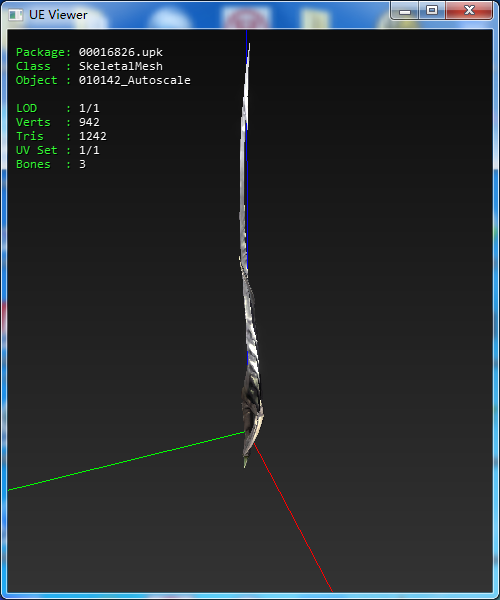 UE Viewer
Package: 00016826.upk
Class : SkeletalMesh
Object : 010142_Autoscale
LOD : 1/1
Verts : 942
Tris : 1242
UV Set : 1/1
Bones : 3